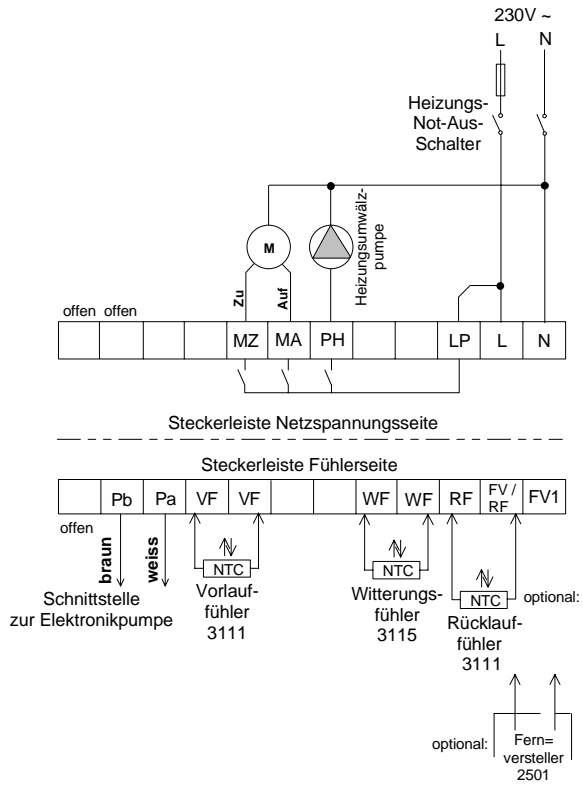 230V ~
L N
Heizungs-
Not-Aus-
Schalter
M
Heizungsumwälz-
pumpe
Zu
Auf
offen offen
MZ MA PH LP L N
Steckerleiste Netzspannungsseite
Steckerleiste Fühlerseite
Pb Pa VF VF WF WF RF FV / RF FV1
offen
braun
weiss
Schnittstelle
zur Elektronikpumpe
NTC
Vorlauf-
fühler
3111
NTC
Witterungs-
fühler
3115
NTC
optional:
Rücklauf-
fühler
3111
optional:
Fern=
versteller
2501